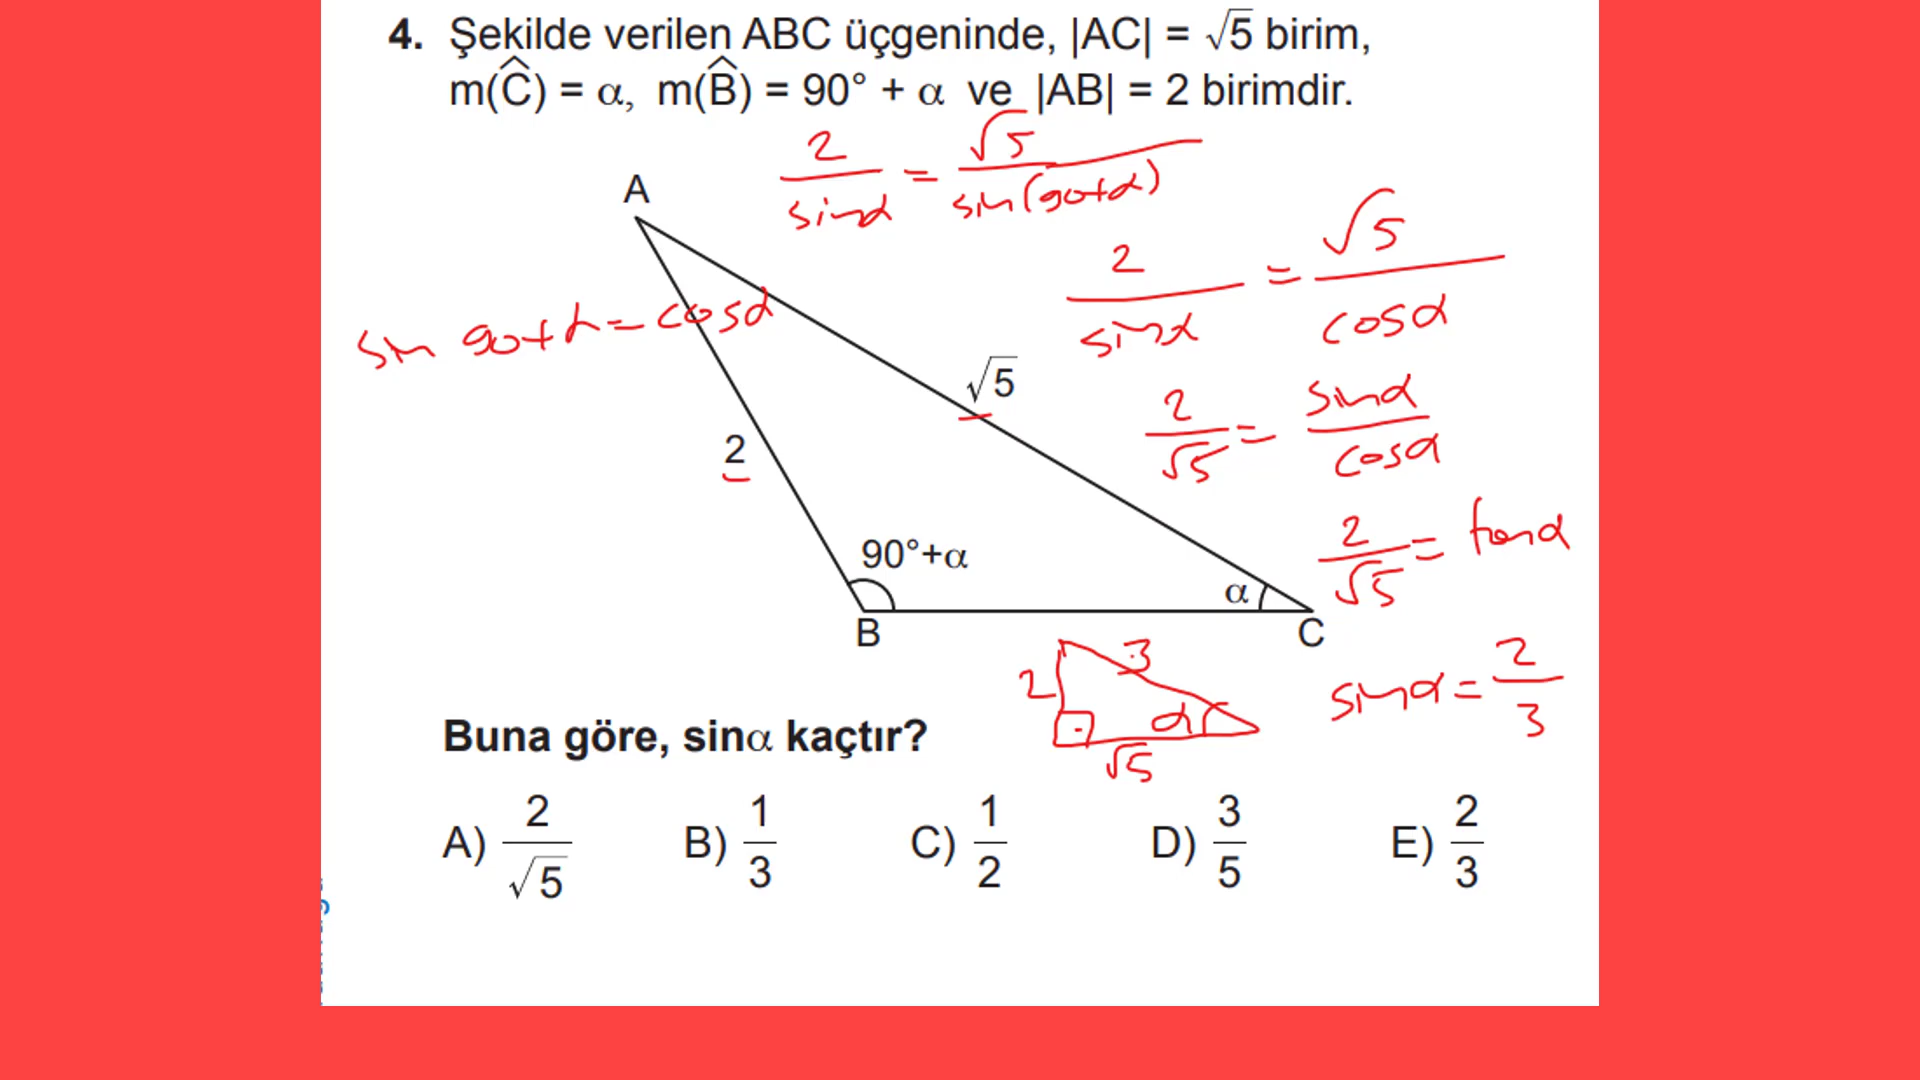 4. Şekilde verilen ABC üçgeninde, |AC| = √5 birim,
m(Ĉ) = α, m(B̂) = 90° + α ve |AB| = 2 birimdir.
2/sinα = √5/sin(90+α)
A
2/sinα = √5/cosα
sin 90+α = cosα
√5
2/√5 = sinα/cosα
2
2/√5 = tanα
90°+α
α
B
C
2
3
α
√5
sinα = 2/3
Buna göre, sinα kaçtır?
A) 2/√5 B) 1/3 C) 1/2 D) 3/5 E) 2/3